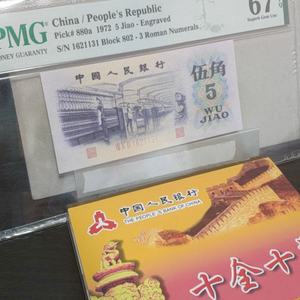 PMG
China / People's Republic
Pick# 880a 1972 5 Jiao - Engraved
S/N 1621131 Block 802 - 3 Roman Numerals
67
中国人民银行
伍角
5
WU
JIAO
中国人民银行
THE PEOPLE'S BANK OF CHINA
十全十